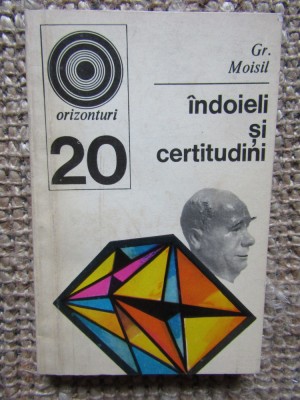 Gr.
Moisil
orizonturi
20
îndoieli
și
certitudini